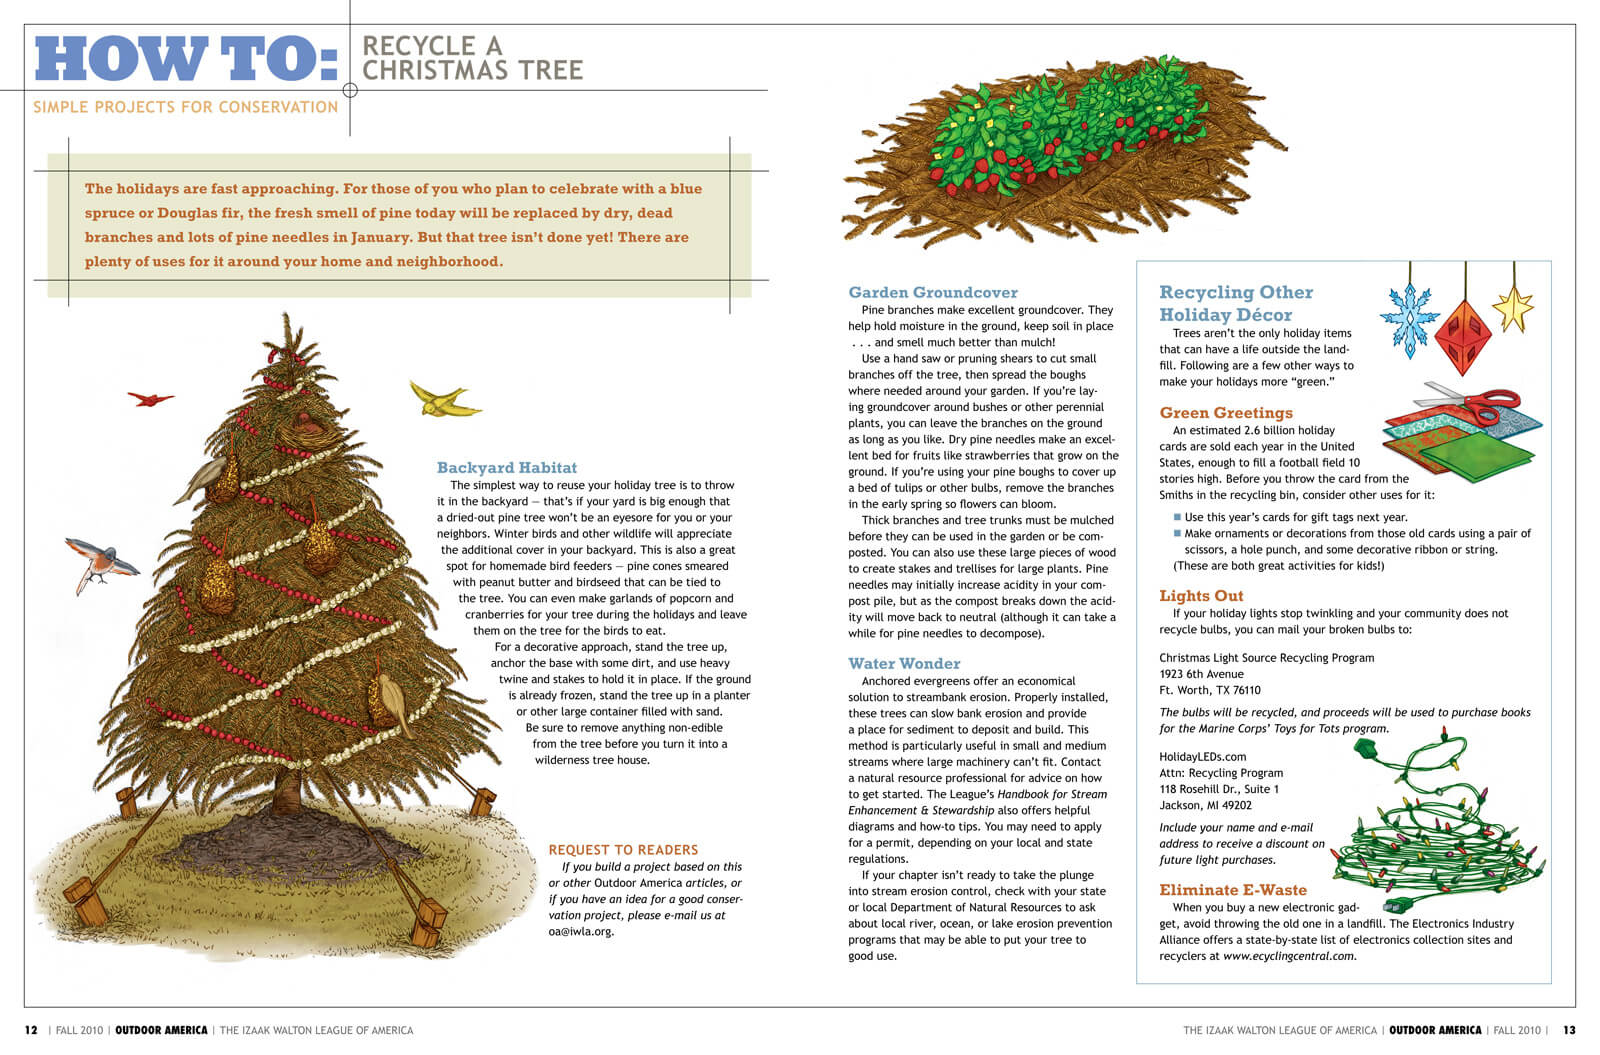 HOW TO:
RECYCLE A
CHRISTMAS TREE
SIMPLE PROJECTS FOR CONSERVATION
The holidays are fast approaching. For those of you who plan to celebrate with a blue
spruce or Douglas fir, the fresh smell of pine today will be replaced by dry, dead
branches and lots of pine needles in January. But that tree isn't done yet! There are
plenty of uses for it around your home and neighborhood.
Backyard Habitat
The simplest way to reuse your holiday tree is to throw
it in the backyard — that's if your yard is big enough that
a dried-out pine tree won't be an eyesore for you or your
neighbors. Winter birds and other wildlife will appreciate
the additional cover in your backyard. This is also a great
spot for homemade bird feeders — pine cones smeared
with peanut butter and birdseed that can be tied to
the tree. You can even make garlands of popcorn and
cranberries for your tree during the holidays and leave
them on the tree for the birds to eat.
For a decorative approach, stand the tree up,
anchor the base with some dirt, and use heavy
twine and stakes to hold it in place. If the ground
is already frozen, stand the tree up in a planter
or other large container filled with sand.
Be sure to remove anything non-edible
from the tree before you turn it into a
wilderness tree house.
REQUEST TO READERS
If you build a project based on this
or other Outdoor America articles, or
if you have an idea for a good conser-
vation project, please e-mail us at
oa@iwla.org.
Garden Groundcover
Pine branches make excellent groundcover. They
help hold moisture in the ground, keep soil in place
. . . and smell much better than mulch!
Use a hand saw or pruning shears to cut small
branches off the tree, then spread the boughs
where needed around your garden. If you're lay-
ing groundcover around bushes or other perennial
plants, you can leave the branches on the ground
as long as you like. Dry pine needles make an excel-
lent bed for fruits like strawberries that grow on the
ground. If you're using your pine boughs to cover up
a bed of tulips or other bulbs, remove the branches
in the early spring so flowers can bloom.
Thick branches and tree trunks must be mulched
before they can be used in the garden or be com-
posted. You can also use these large pieces of wood
to create stakes and trellises for large plants. Pine
needles may initially increase acidity in your com-
post pile, but as the compost breaks down the acid-
ity will move back to neutral (although it can take a
while for pine needles to decompose).
Water Wonder
Anchored evergreens offer an economical
solution to streambank erosion. Properly installed,
these trees can slow bank erosion and provide
a place for sediment to deposit and build. This
method is particularly useful in small and medium
streams where large machinery can't fit. Contact
a natural resource professional for advice on how
to get started. The League's Handbook for Stream
Enhancement & Stewardship also offers helpful
diagrams and how-to tips. You may need to apply
for a permit, depending on your local and state
regulations.
If your chapter isn't ready to take the plunge
into stream erosion control, check with your state
or local Department of Natural Resources to ask
about local river, ocean, or lake erosion prevention
programs that may be able to put your tree to
good use.
Recycling Other
Holiday Décor
Trees aren't the only holiday items
that can have a life outside the land-
fill. Following are a few other ways to
make your holidays more "green."
Green Greetings
An estimated 2.6 billion holiday
cards are sold each year in the United
States, enough to fill a football field 10
stories high. Before you throw the card from the
Smiths in the recycling bin, consider other uses for it:
■ Use this year's cards for gift tags next year.
■ Make ornaments or decorations from those old cards using a pair of
scissors, a hole punch, and some decorative ribbon or string.
(These are both great activities for kids!)
Lights Out
If your holiday lights stop twinkling and your community does not
recycle bulbs, you can mail your broken bulbs to:
Christmas Light Source Recycling Program
1923 6th Avenue
Ft. Worth, TX 76110
The bulbs will be recycled, and proceeds will be used to purchase books
for the Marine Corps' Toys for Tots program.
HolidayLEDs.com
Attn: Recycling Program
118 Rosehill Dr., Suite 1
Jackson, MI 49202
Include your name and e-mail
address to receive a discount on
future light purchases.
Eliminate E-Waste
When you buy a new electronic gad-
get, avoid throwing the old one in a landfill. The Electronics Industry
Alliance offers a state-by-state list of electronics collection sites and
recyclers at www.ecyclingcentral.com.
12 | FALL 2010 | OUTDOOR AMERICA | THE IZAAK WALTON LEAGUE OF AMERICA
THE IZAAK WALTON LEAGUE OF AMERICA | OUTDOOR AMERICA | FALL 2010 | 13